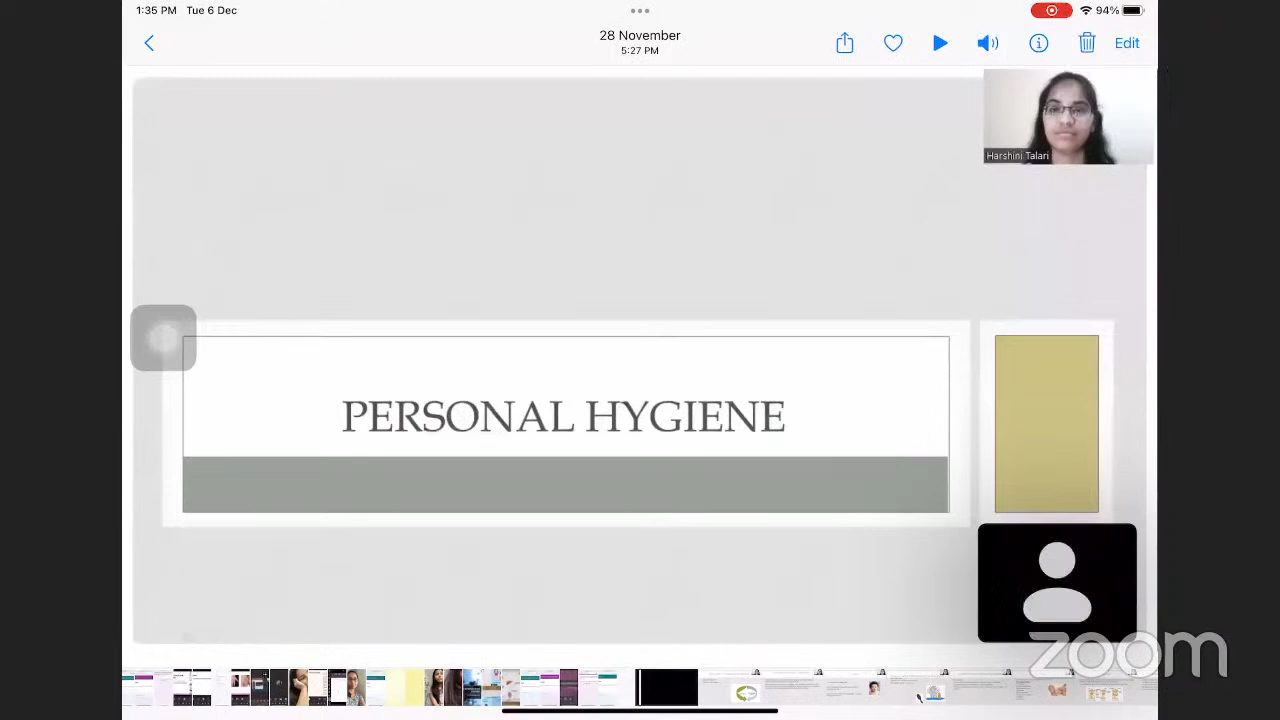 1:35 PM Tue 6 Dec
94%
28 November
5:27 PM
Edit
Harshini Talari
PERSONAL HYGIENE
zoom